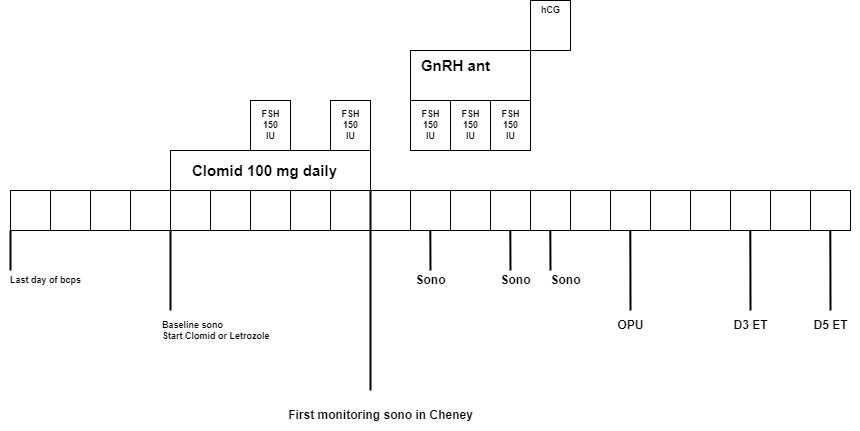 hCG
GnRH ant
FSH
150
IU
FSH
150
IU
FSH
150
IU
FSH
150
IU
FSH
150
IU
Clomid 100 mg daily
Last day of bcps
Sono
Sono
Sono
Baseline sono
Start Clomid or Letrozole
OPU
D3 ET
D5 ET
First monitoring sono in Cheney